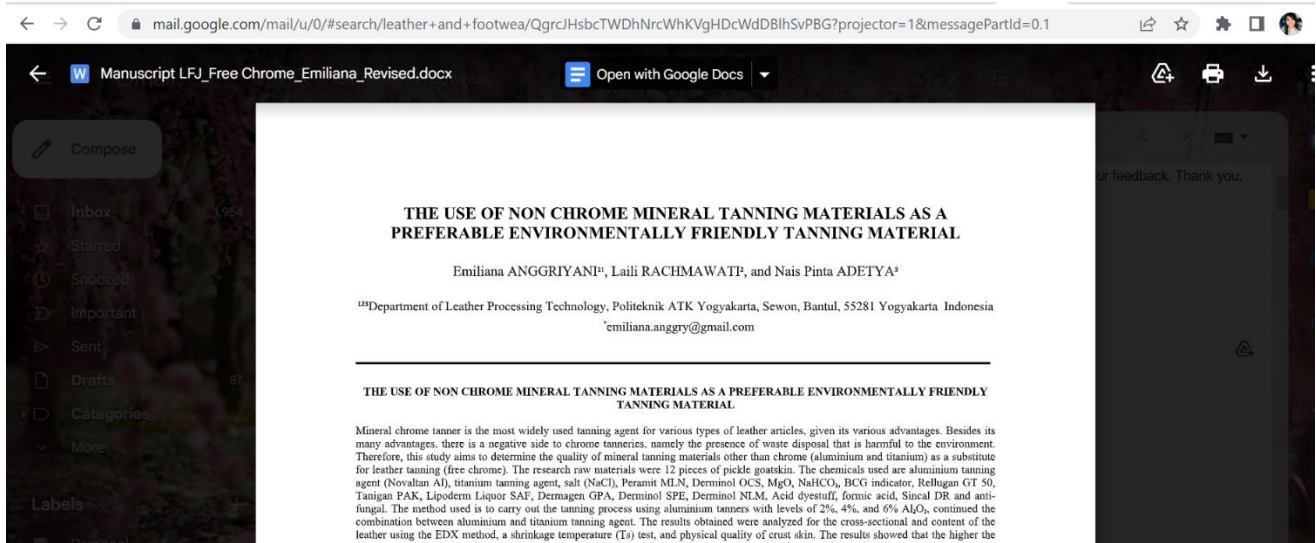 mail.google.com/mail/u/0/#search/leather+and+footwea/QgrcJHsbcTWDhNrcWhKVgHDcWdDBlhSvPBG?projector=1&messagePartId=0.1
W Manuscript LFJ_Free Chrome_Emiliana_Revised.docx
Open with Google Docs
Compose
ur feedback. Thank you.
Inbox 1,954
Starred
Snoozed
Important
Sent
Drafts 87
Categories
More
Labels
THE USE OF NON CHROME MINERAL TANNING MATERIALS AS A
PREFERABLE ENVIRONMENTALLY FRIENDLY TANNING MATERIAL
Emiliana ANGGRIYANI¹*, Laili RACHMAWATI², and Nais Pinta ADETYA³
¹²³Department of Leather Processing Technology, Politeknik ATK Yogyakarta, Sewon, Bantul, 55281 Yogyakarta Indonesia
*emiliana.anggry@gmail.com
THE USE OF NON CHROME MINERAL TANNING MATERIALS AS A PREFERABLE ENVIRONMENTALLY FRIENDLY
TANNING MATERIAL
Mineral chrome tanner is the most widely used tanning agent for various types of leather articles, given its various advantages. Besides its
many advantages, there is a negative side to chrome tanneries, namely the presence of waste disposal that is harmful to the environment.
Therefore, this study aims to determine the quality of mineral tanning materials other than chrome (aluminium and titanium) as a substitute
for leather tanning (free chrome). The research raw materials were 12 pieces of pickle goatskin. The chemicals used are aluminium tanning
agent (Novaltan Al), titanium tanning agent, salt (NaCl), Peramit MLN, Derminol OCS, MgO, NaHCO₃, BCG indicator, Rellugan GT 50,
Tanigan PAK, Lipoderm Liquor SAF, Dermagen GPA, Derminol SPE, Derminol NLM, Acid dyestuff, formic acid, Sincal DR and anti-
fungal. The method used is to carry out the tanning process using aluminium tanners with levels of 2%, 4%, and 6% Al₂O₃, continued the
combination between aluminium and titanium tanning agent. The results obtained were analyzed for the cross-sectional and content of the
leather using the EDX method, a shrinkage temperature (Ts) test, and physical quality of crust skin. The results showed that the higher the